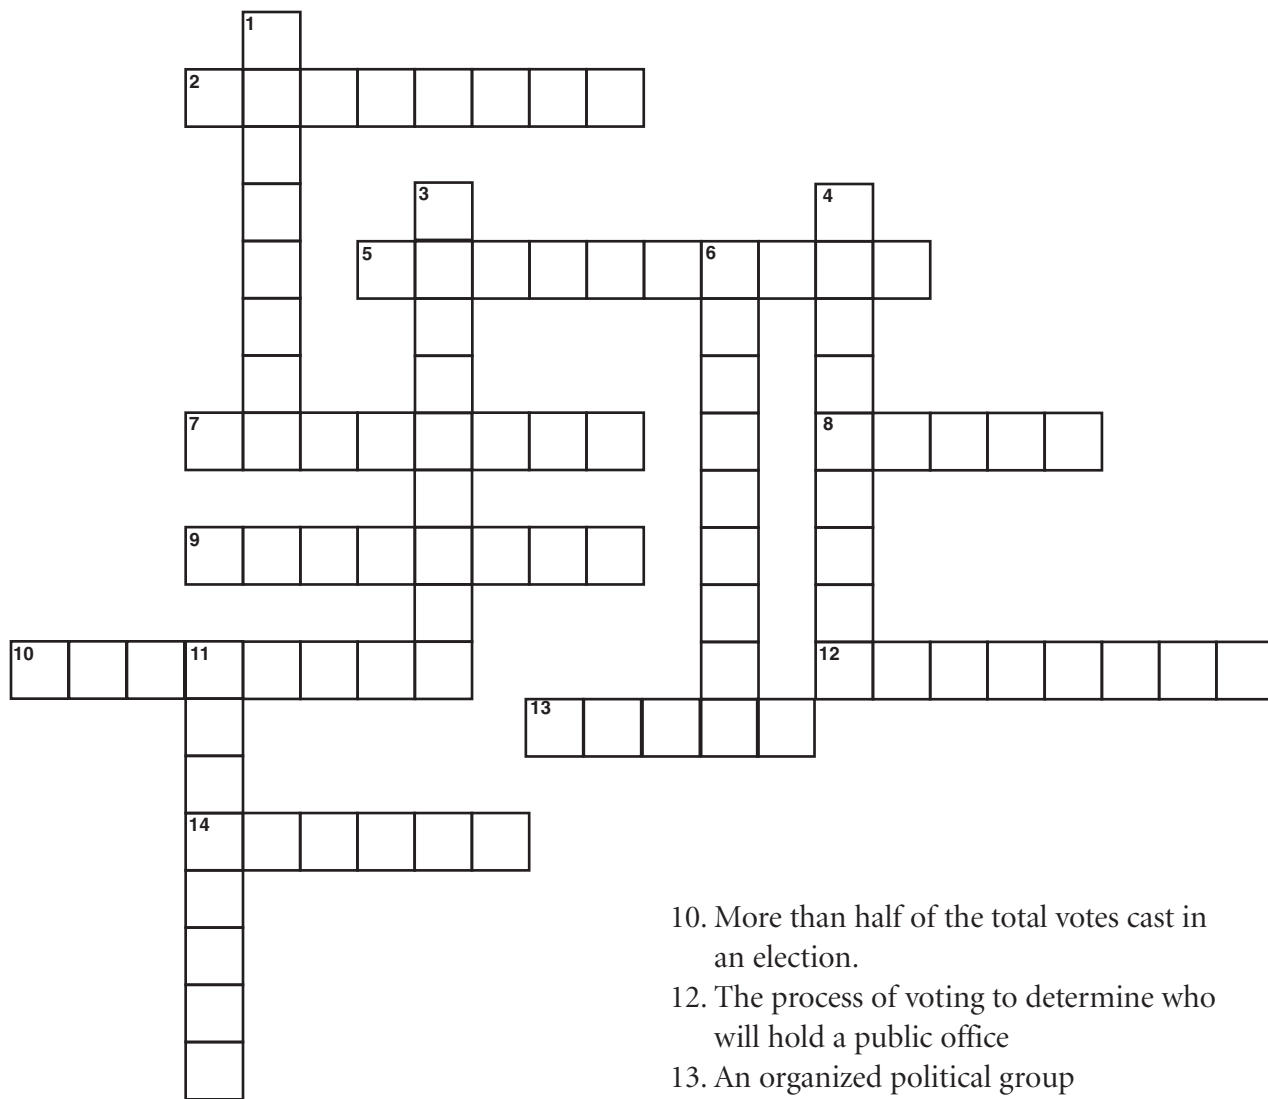 1
2
3
4
5
6
7
8
9
10
11
12
13
14
10. More than half of the total votes cast in
an election.
12. The process of voting to determine who
will hold a public office
13. An organized political group